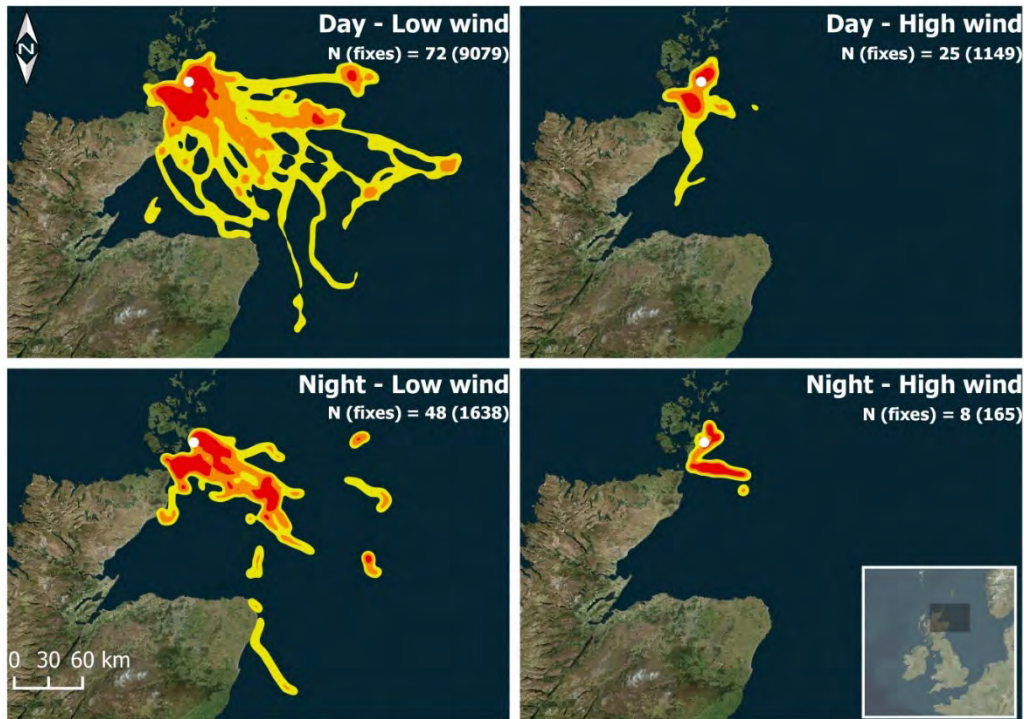 N
Day - Low wind
N (fixes) = 72 (9079)
Day - High wind
N (fixes) = 25 (1149)
Night - Low wind
N (fixes) = 48 (1638)
0 30 60 km
Night - High wind
N (fixes) = 8 (165)